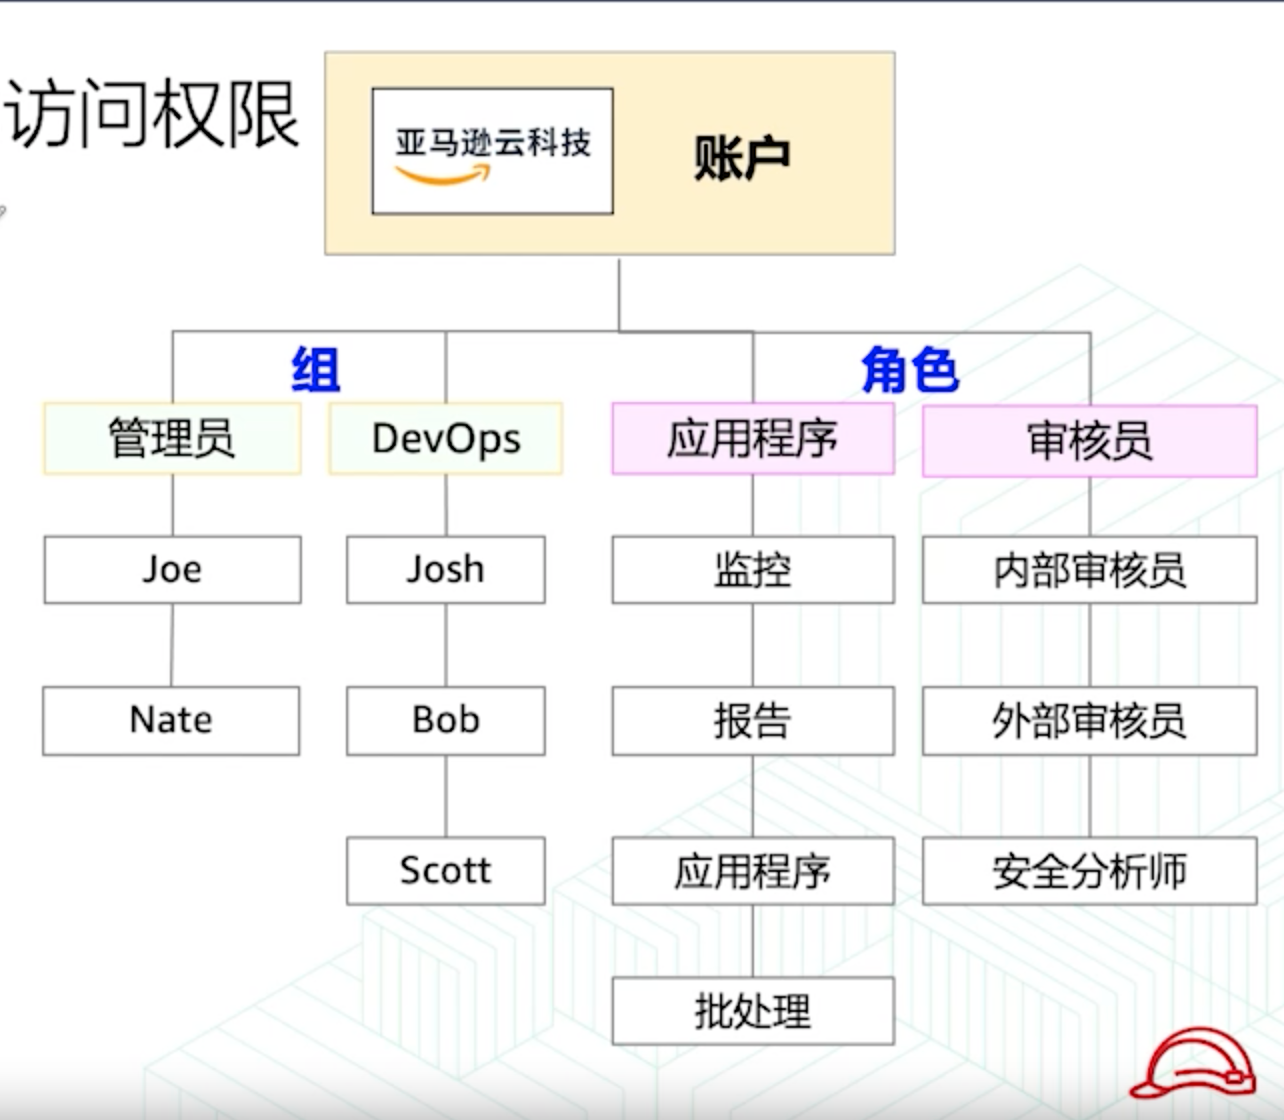 访问权限
亚马逊云科技
账户
组
角色
管理员
DevOps
应用程序
审核员
Joe
Josh
监控
内部审核员
Nate
Bob
报告
外部审核员
Scott
应用程序
安全分析师
批处理